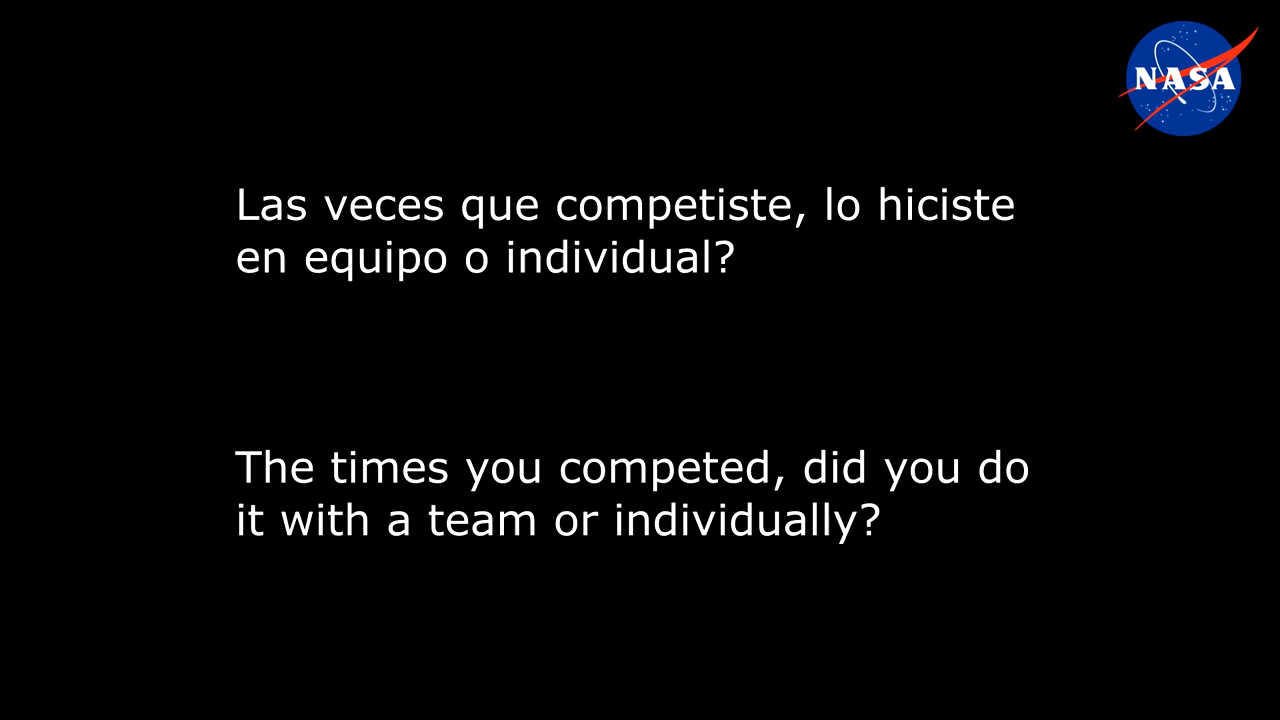 NASA
Las veces que competiste, lo hiciste
en equipo o individual?
The times you competed, did you do
it with a team or individually?